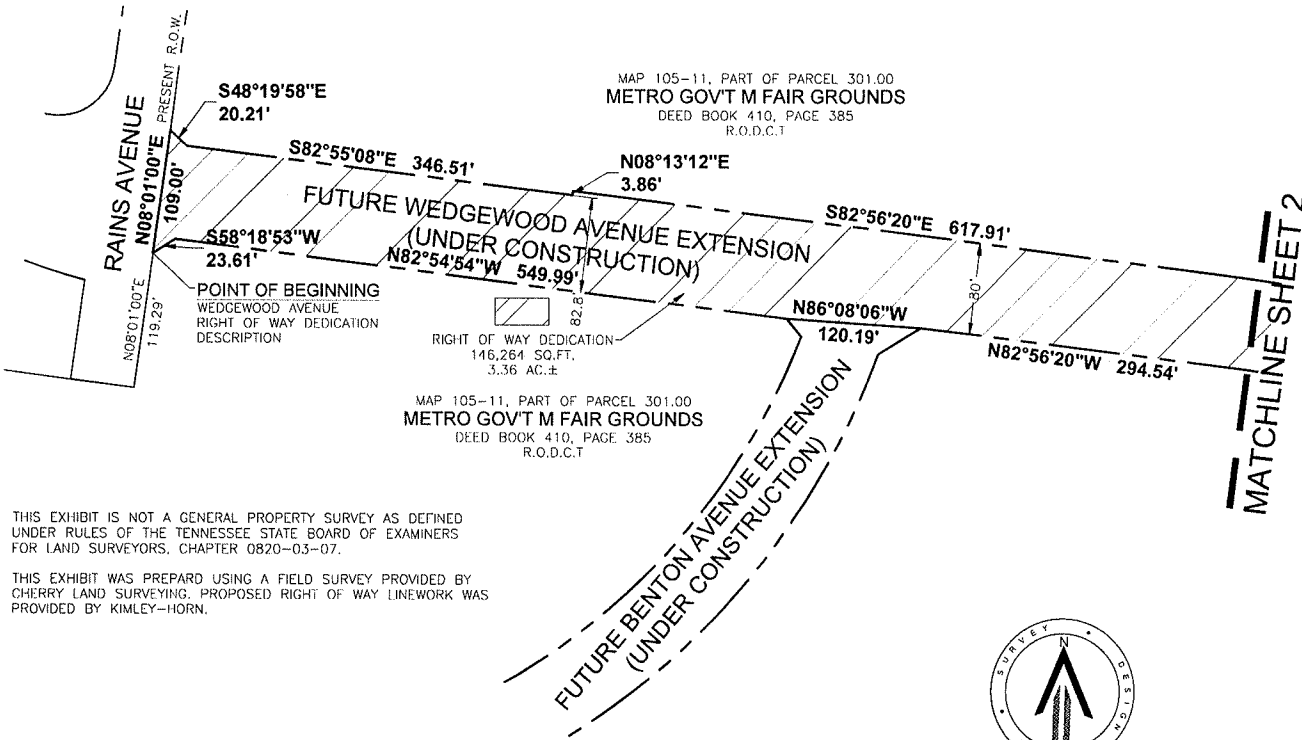 S48°19'58"E
20.21'
PRESENT R.O.W.
RAINS AVENUE
N08°01'00"E
109.00'
MAP 105-11, PART OF PARCEL 301.00
METRO GOV'T M FAIR GROUNDS
DEED BOOK 410, PAGE 385
R.O.D.C.T
S82°55'08"E 346.51'
N08°13'12"E
3.86'
S82°56'20"E 617.91'
FUTURE WEDGEWOOD AVENUE EXTENSION
(UNDER CONSTRUCTION)
S58°18'53"W
23.61'
N82°54'54"W 549.99'
82.8
80'
POINT OF BEGINNING
WEDGEWOOD AVENUE
RIGHT OF WAY DEDICATION
DESCRIPTION
N08°01'00"E
119.29'
RIGHT OF WAY DEDICATION
146,264 SQ.FT.
3.36 AC.±
N86°08'06"W
120.19'
N82°56'20"W 294.54'
MATCHLINE SHEET 2
MAP 105-11, PART OF PARCEL 301.00
METRO GOV'T M FAIR GROUNDS
DEED BOOK 410, PAGE 385
R.O.D.C.T
FUTURE BENTON AVENUE EXTENSION
(UNDER CONSTRUCTION)
THIS EXHIBIT IS NOT A GENERAL PROPERTY SURVEY AS DEFINED
UNDER RULES OF THE TENNESSEE STATE BOARD OF EXAMINERS
FOR LAND SURVEYORS, CHAPTER 0820-03-07.
THIS EXHIBIT WAS PREPARD USING A FIELD SURVEY PROVIDED BY
CHERRY LAND SURVEYING. PROPOSED RIGHT OF WAY LINEWORK WAS
PROVIDED BY KIMLEY-HORN.
SURVEY • DESIGN
N